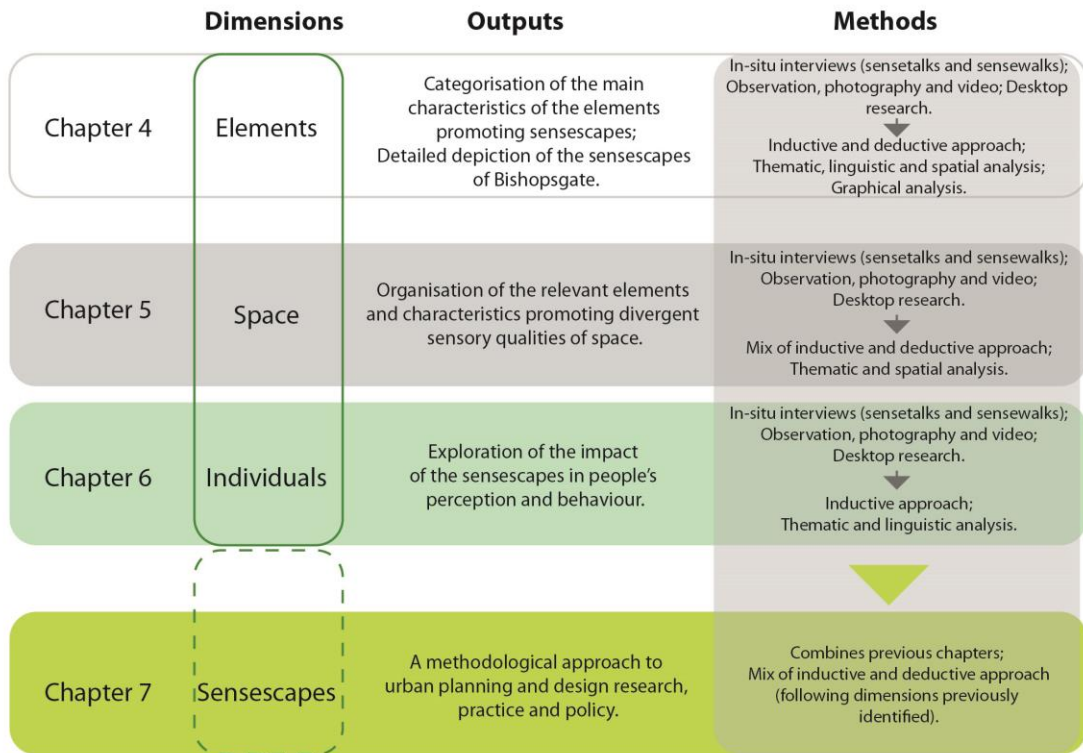 Dimensions
Outputs
Methods
Chapter 4
Elements
Categorisation of the main
characteristics of the elements
promoting sensescapes;
Detailed depiction of the sensescapes
of Bishopsgate.
In-situ interviews (sensetalks and sensewalks);
Observation, photography and video; Desktop
research.
Inductive and deductive approach;
Thematic, linguistic and spatial analysis;
Graphical analysis.
Chapter 5
Space
Organisation of the relevant elements
and characteristics promoting divergent
sensory qualities of space.
In-situ interviews (sensetalks and sensewalks);
Observation, photography and video;
Desktop research.
Mix of inductive and deductive approach;
Thematic and spatial analysis.
Chapter 6
Individuals
Exploration of the impact
of the sensescapes in people's
perception and behaviour.
In-situ interviews (sensetalks and sensewalks);
Observation, photography and video;
Desktop research.
Inductive approach;
Thematic and linguistic analysis.
Chapter 7
Sensescapes
A methodological approach to
urban planning and design research,
practice and policy.
Combines previous chapters;
Mix of inductive and deductive approach
(following dimensions previously
identified).